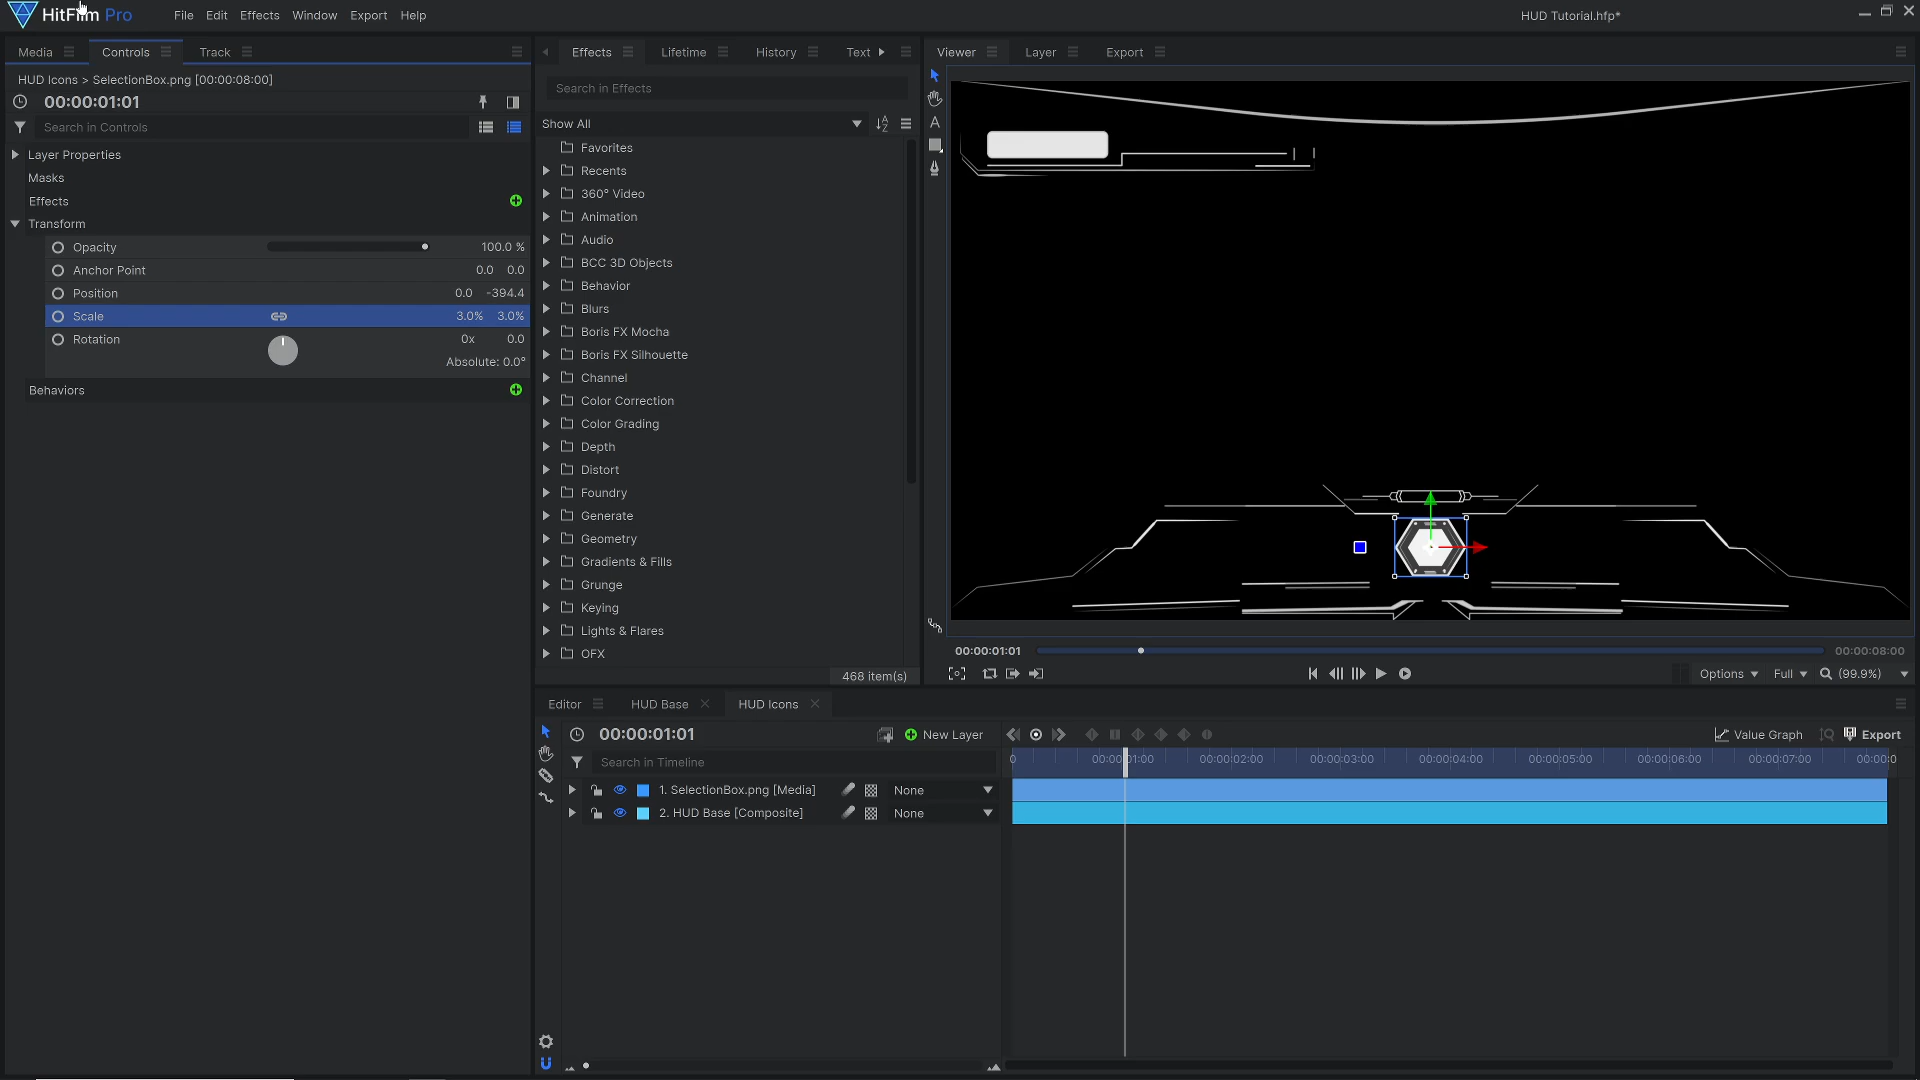 HitFilm Pro
File Edit Effects Window Export Help
HUD Tutorial.hfp*
Media Controls Track
HUD Icons > SelectionBox.png [00:00:08:00]
00:00:01:01
Search in Controls
Layer Properties
Masks
Effects
Transform
Opacity 100.0 %
Anchor Point 0.0 0.0
Position 0.0 -394.4
Scale 3.0% 3.0%
Rotation 0x 0.0
Absolute: 0.0°
Behaviors
Effects Lifetime History Text
Search in Effects
Show All
Favorites
Recents
360° Video
Animation
Audio
BCC 3D Objects
Behavior
Blurs
Boris FX Mocha
Boris FX Silhouette
Channel
Color Correction
Color Grading
Depth
Distort
Foundry
Generate
Geometry
Gradients & Fills
Grunge
Keying
Lights & Flares
OFX
468 item(s)
Viewer Layer Export
00:00:01:01 00:00:08:00
Options Full (99.9%)
Editor HUD Base HUD Icons
00:00:01:01 New Layer Value Graph Export
Search in Timeline
0 00:00:01:00 00:00:02:00 00:00:03:00 00:00:04:00 00:00:05:00 00:00:06:00 00:00:07:00 00:00:0
1. SelectionBox.png [Media] None
2. HUD Base [Composite] None